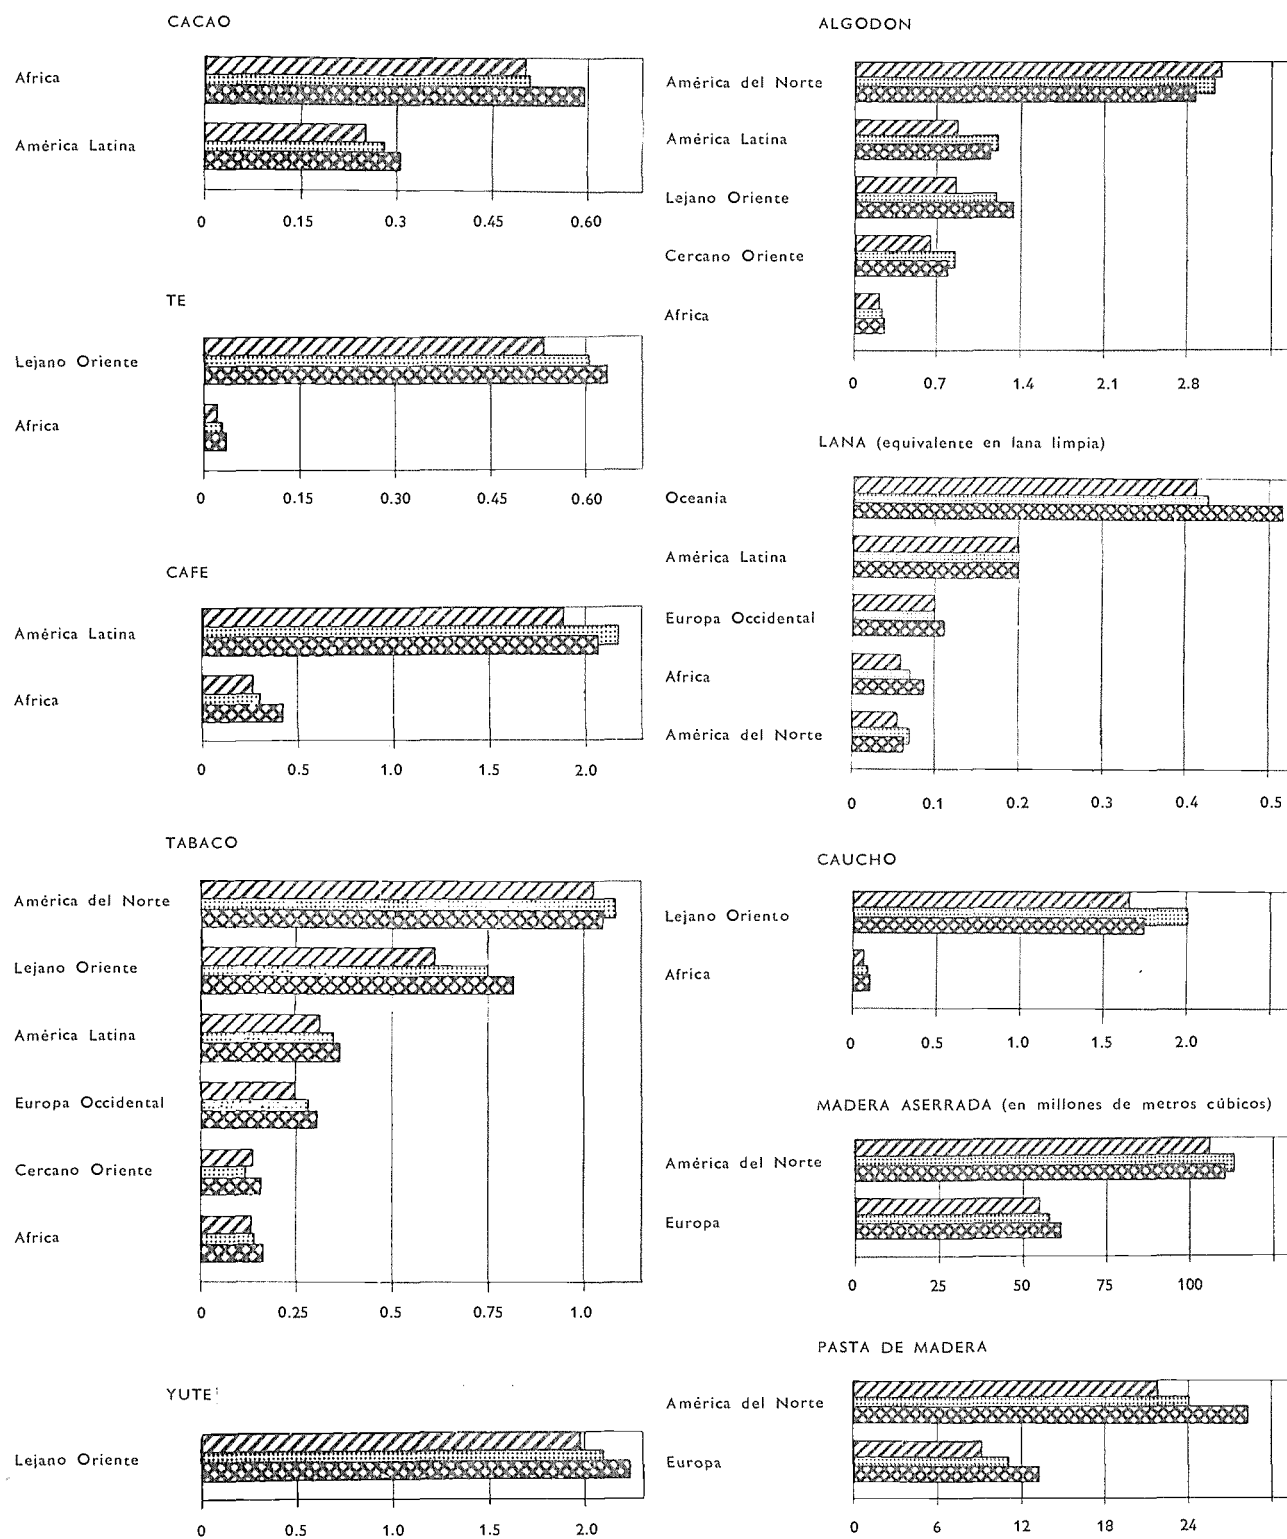 CACAO
Africa
América Latina
0 0.15 0.3 0.45 0.60
TE
Lejano Oriente
Africa
0 0.15 0.30 0.45 0.60
CAFE
América Latina
Africa
0 0.5 1.0 1.5 2.0
TABACO
América del Norte
Lejano Oriente
América Latina
Europa Occidental
Cercano Oriente
Africa
0 0.25 0.5 0.75 1.0
YUTE
Lejano Oriente
0 0.5 1.0 1.5 2.0
ALGODON
América del Norte
América Latina
Lejano Oriente
Cercano Oriente
Africa
0 0.7 1.4 2.1 2.8
LANA (equivalente en lana limpia)
Oceanía
América Latina
Europa Occidental
Africa
América del Norte
0 0.1 0.2 0.3 0.4 0.5
CAUCHO
Lejano Oriento
Africa
0 0.5 1.0 1.5 2.0
MADERA ASERRADA (en millones de metros cúbicos)
América del Norte
Europa
0 25 50 75 100
PASTA DE MADERA
América del Norte
Europa
0 6 12 18 24